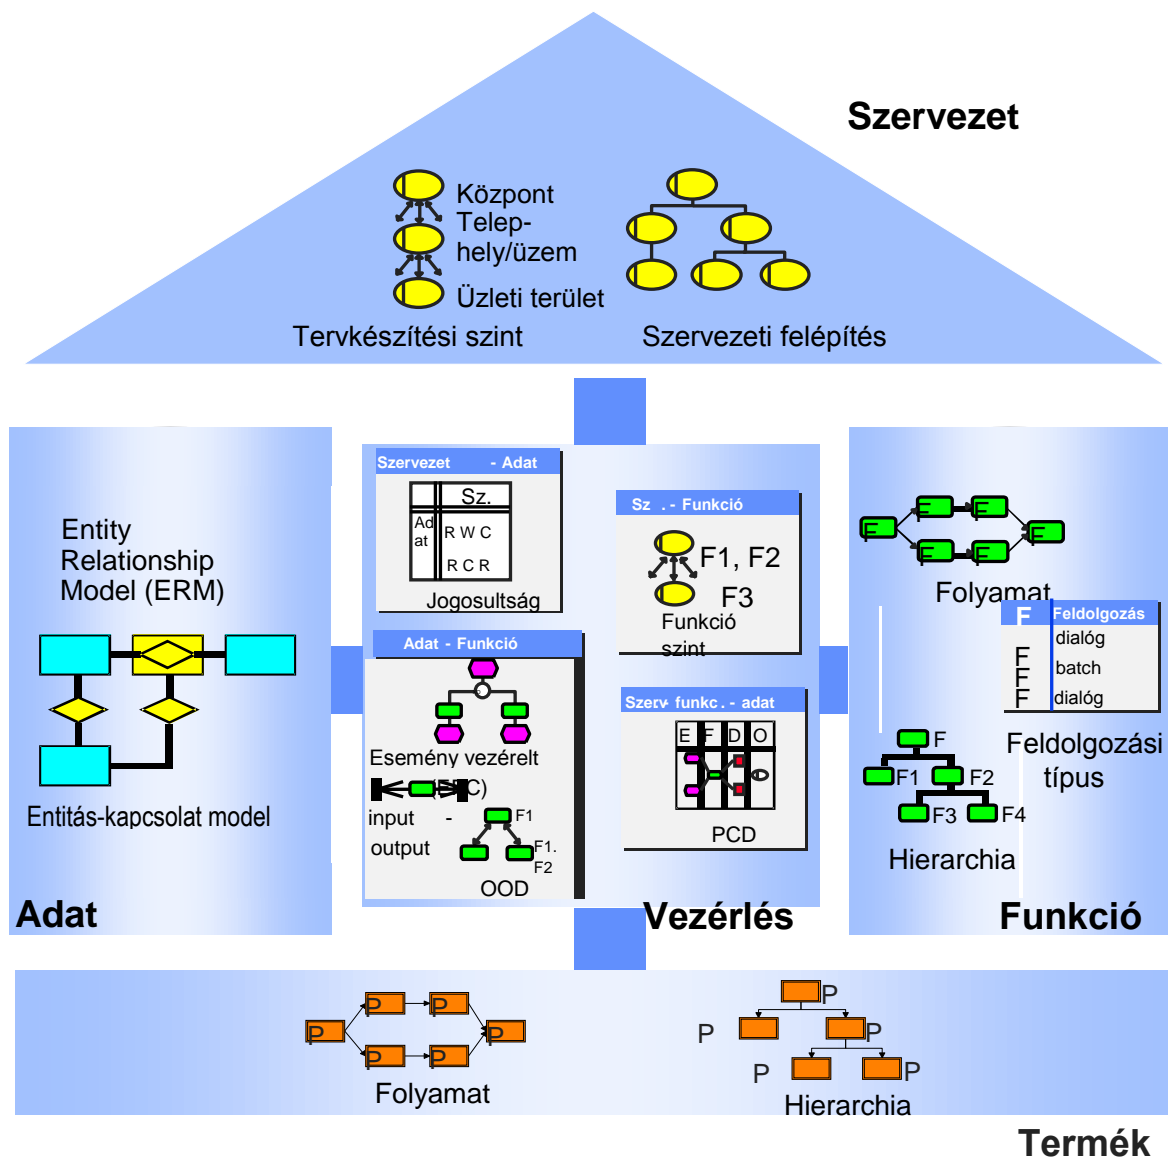 Szervezet
Központ
Telep-
hely/üzem
Üzleti terület
Tervkészítési szint
Szervezeti felépítés
Entity
Relationship
Model (ERM)
Entitás-kapcsolat model
Adat
Szervezet - Adat
Sz.
Ad
at
R W C
R C R
Jogosultság
Adat - Funkció
Esemény vezérelt
input -
output
F1
F1.
F2
OOD
Sz . - Funkció
F1, F2
F3
Funkció
szint
Szerv- funkc . - adat
E F D O
PCD
Vezérlés
F F
F F
F F
Folyamat
F Feldolgozás
dialóg
F
batch
F
F dialóg
Feldolgozási
típus
F
F1 F2
F3 F4
Hierarchia
Funkció
P P
P P
P P
Folyamat
P
P P
P P
Hierarchia
Termék